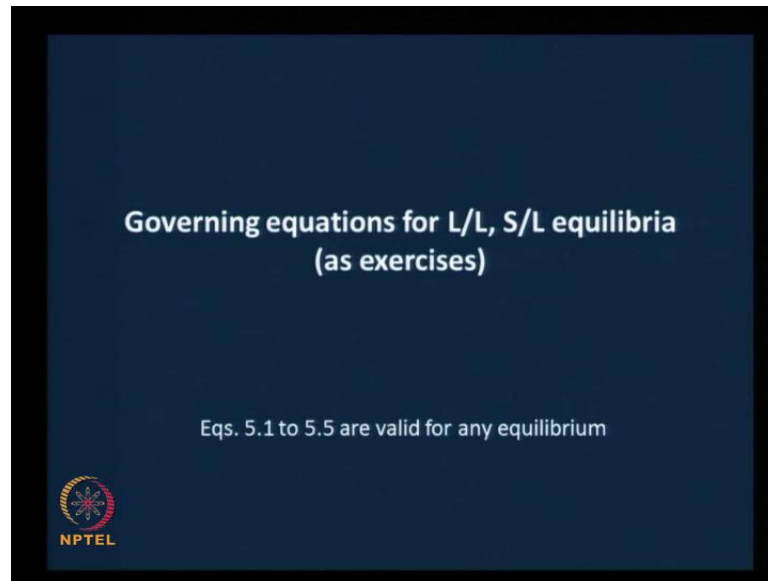 Governing equations for L/L, S/L equilibria
(as exercises)
Eqs. 5.1 to 5.5 are valid for any equilibrium
NPTEL